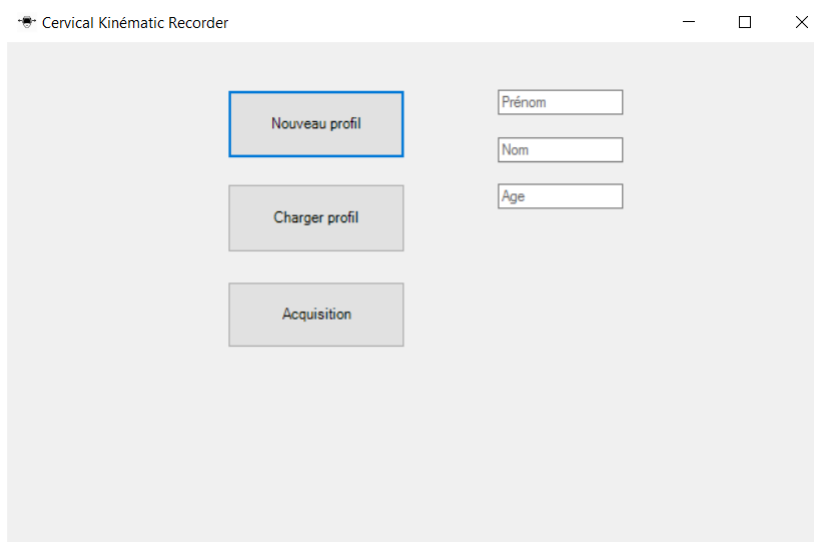 Cervical Kinématic Recorder
Nouveau profil
Prénom
Nom
Age
Charger profil
Acquisition